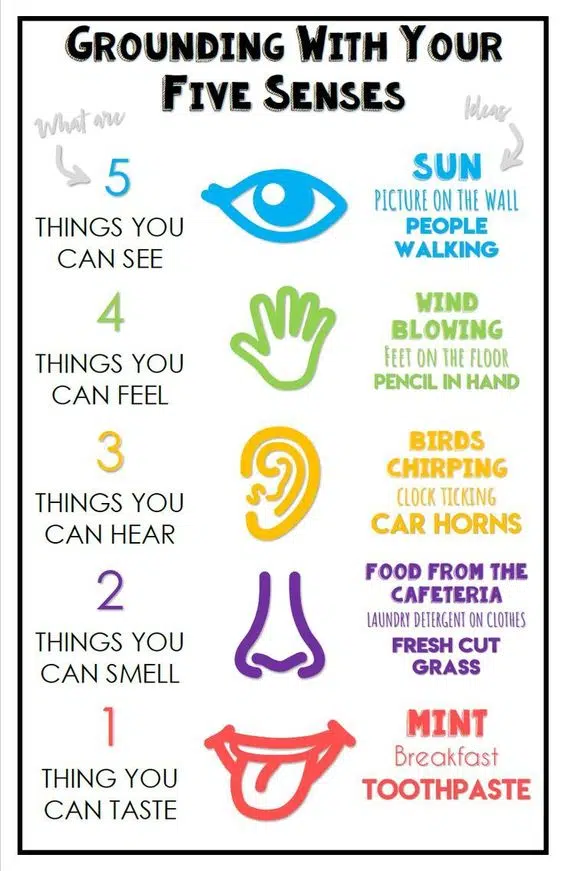 Grounding With Your
Five Senses
What are
Ideas
5
THINGS YOU
CAN SEE
SUN
PICTURE ON THE WALL
PEOPLE
WALKING
4
THINGS YOU
CAN FEEL
WIND
BLOWING
FEET ON THE FLOOR
PENCIL IN HAND
3
THINGS YOU
CAN HEAR
BIRDS
CHIRPING
CLOCK TICKING
CAR HORNS
2
THINGS YOU
CAN SMELL
FOOD FROM THE
CAFETERIA
LAUNDRY DETERGENT ON CLOTHES
FRESH CUT
GRASS
1
THING YOU
CAN TASTE
MINT
Breakfast
TOOTHPASTE